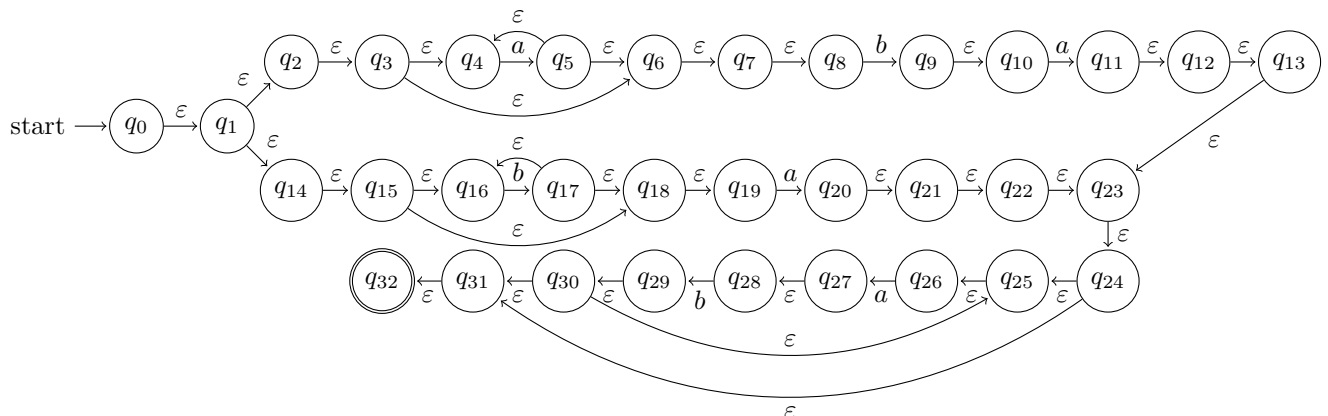 ε
ε
q₂ ε q₃ ε q₄ a q₅ ε q₆ ε q₇ ε q₈ b q₉ ε q₁₀ a q₁₁ ε q₁₂ ε q₁₃
ε
start q₀ ε q₁
ε
ε
ε
q₁₄ ε q₁₅ ε q₁₆ b q₁₇ ε q₁₈ ε q₁₉ a q₂₀ ε q₂₁ ε q₂₂ ε q₂₃
ε
ε
q₃₂ ε q₃₁ ε q₃₀ ε q₂₉ b q₂₈ ε q₂₇ a q₂₆ ε q₂₅ ε q₂₄
ε
ε